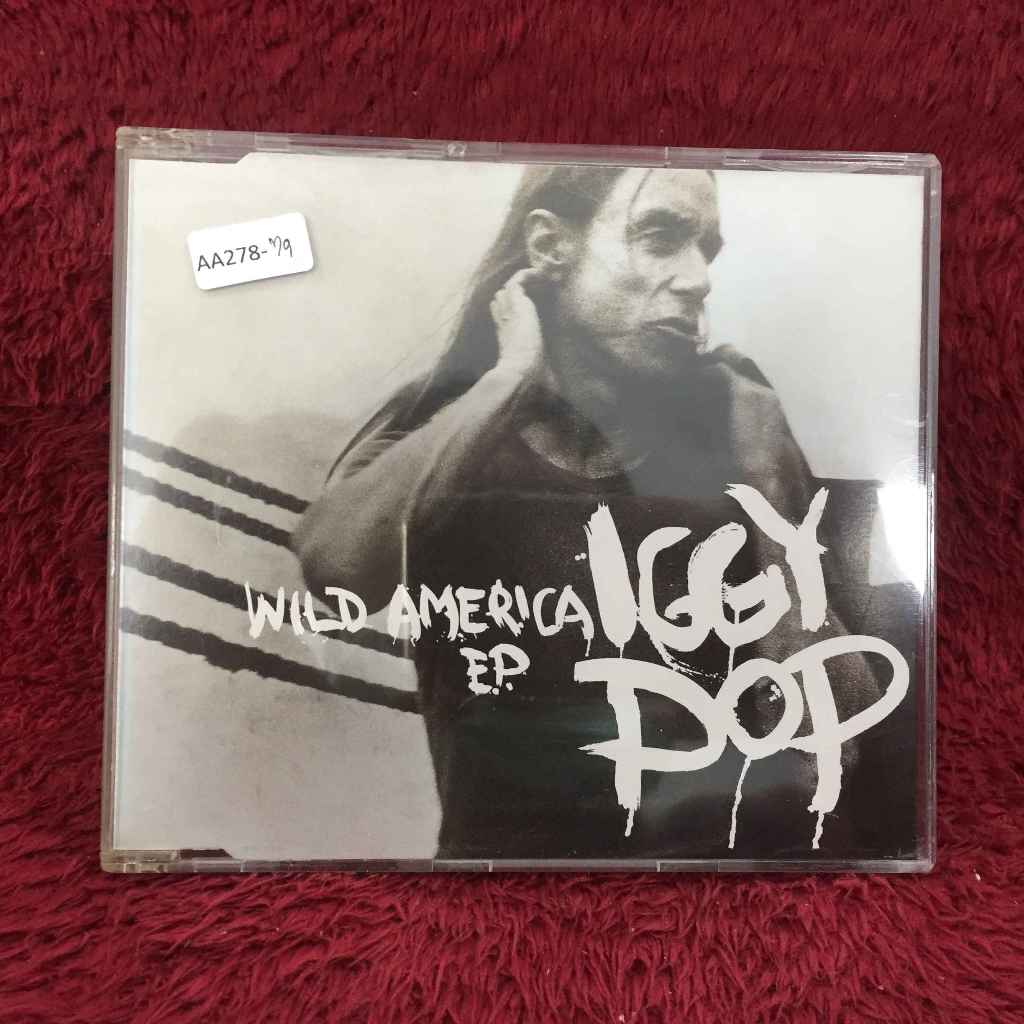 AA278-79
WILD AMERICA
E.P.
IGGY
POP